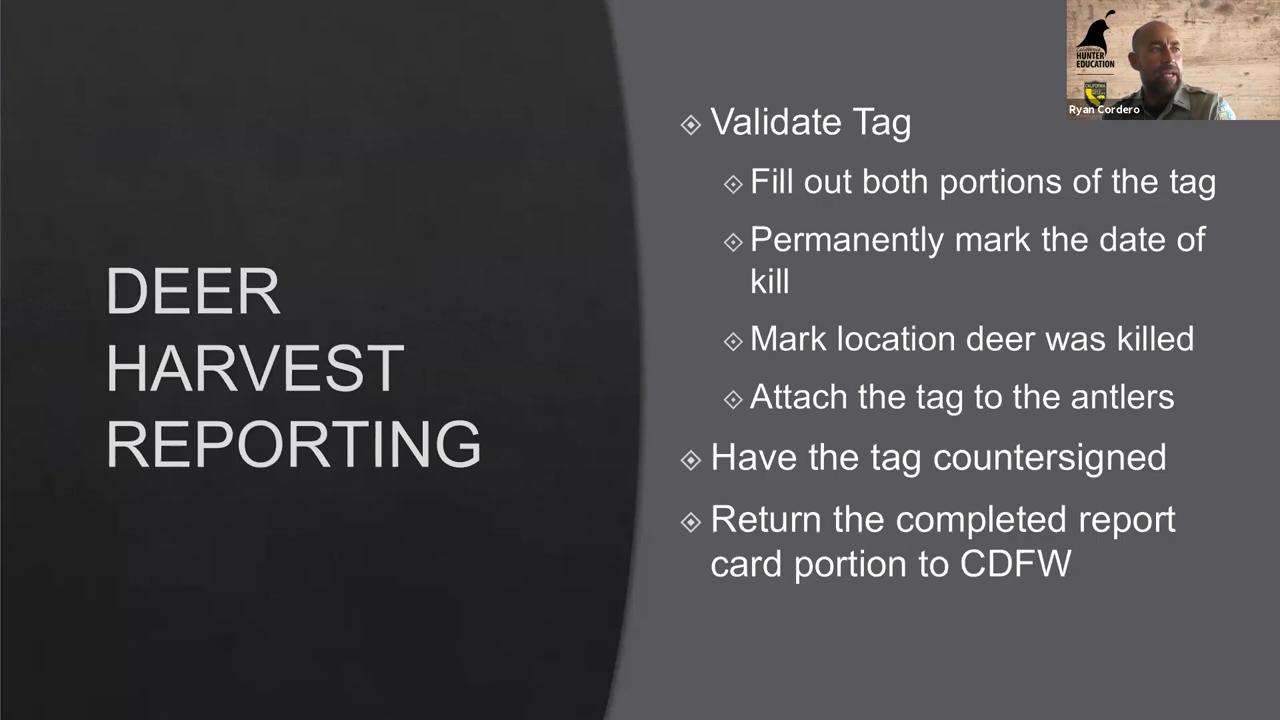 DEER
HARVEST
REPORTING
Validate Tag
Fill out both portions of the tag
Permanently mark the date of
kill
Mark location deer was killed
Attach the tag to the antlers
Have the tag countersigned
Return the completed report
card portion to CDFW
HUNTER
EDUCATION
Ryan Cordero